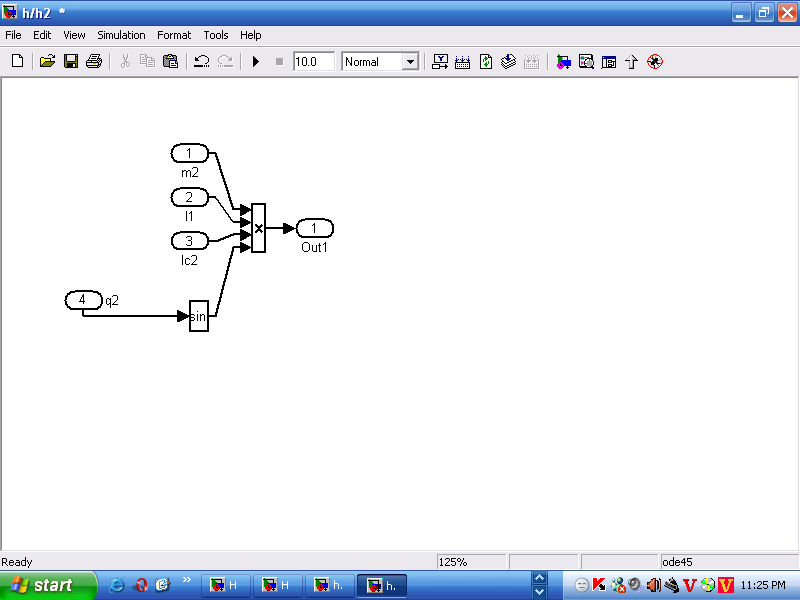 h/h2 *
File Edit View Simulation Format Tools Help
10.0 Normal
1
m2
2
l1
3
lc2
×
1
Out1
4 q2
sin
Ready 125% ode45
start » H H h. h. 11:25 PM